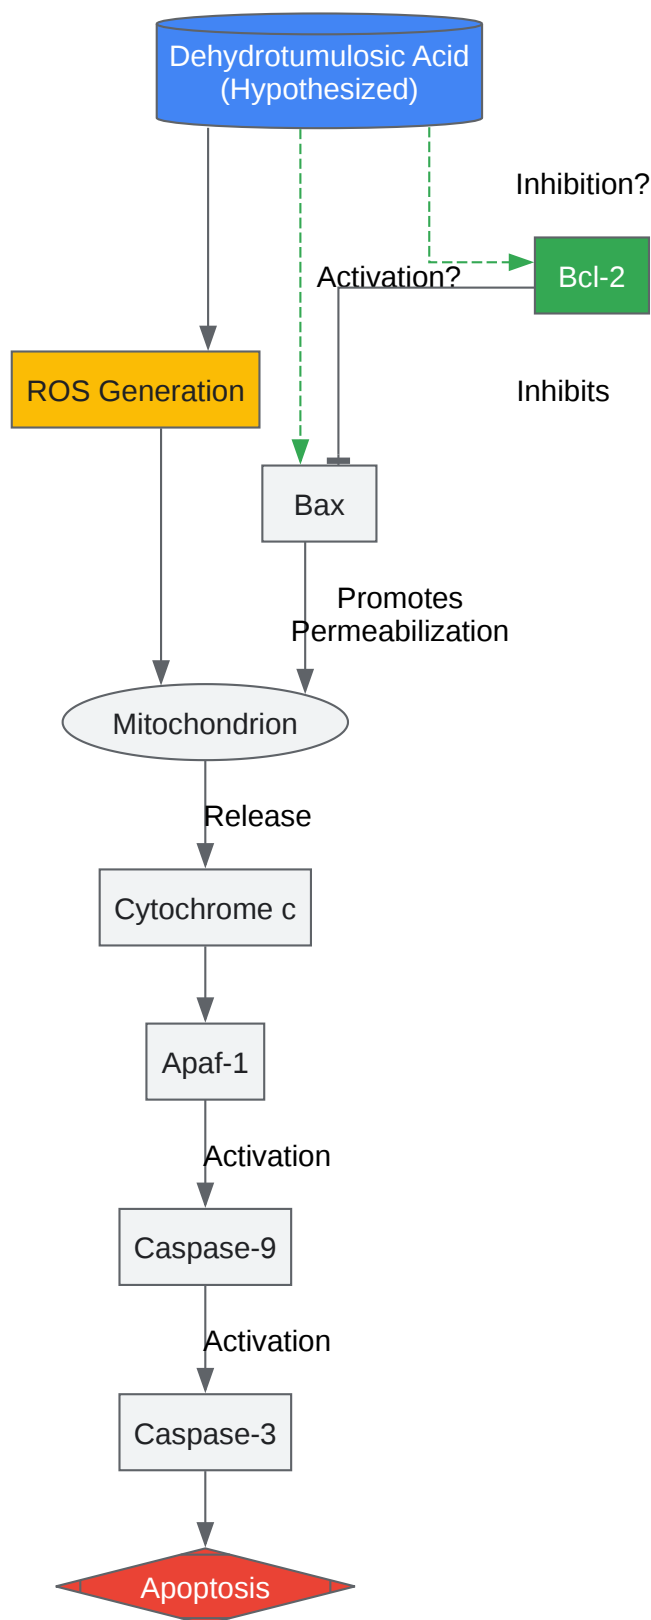 Dehydrotumulosic Acid
(Hypothesized)
Inhibition?
Activation?
Bcl-2
ROS Generation
Inhibits
Bax
Promotes
Permeabilization
Mitochondrion
Release
Cytochrome c
Apaf-1
Activation
Caspase-9
Activation
Caspase-3
Apoptosis